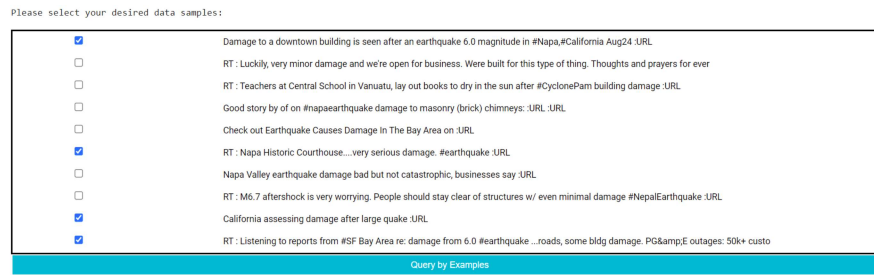 Please select your desired data samples:
Damage to a downtown building is seen after an earthquake 6.0 magnitude in #Napa,#California Aug24 :URL
RT : Luckily, very minor damage and we're open for business. Were built for this type of thing. Thoughts and prayers for ever
RT : Teachers at Central School in Vanuatu, lay out books to dry in the sun after #CyclonePam building damage :URL
Good story by of on #napaearthquake damage to masonry (brick) chimneys: :URL :URL
Check out Earthquake Causes Damage In The Bay Area on :URL
RT : Napa Historic Courthouse....very serious damage. #earthquake :URL
Napa Valley earthquake damage bad but not catastrophic, businesses say :URL
RT : M6.7 aftershock is very worrying. People should stay clear of structures w/ even minimal damage #NepalEarthquake :URL
California assessing damage after large quake :URL
RT : Listening to reports from #SF Bay Area re: damage from 6.0 #earthquake ...roads, some bldg damage. PG&amp;E outages: 50k+ custo
Query by Examples